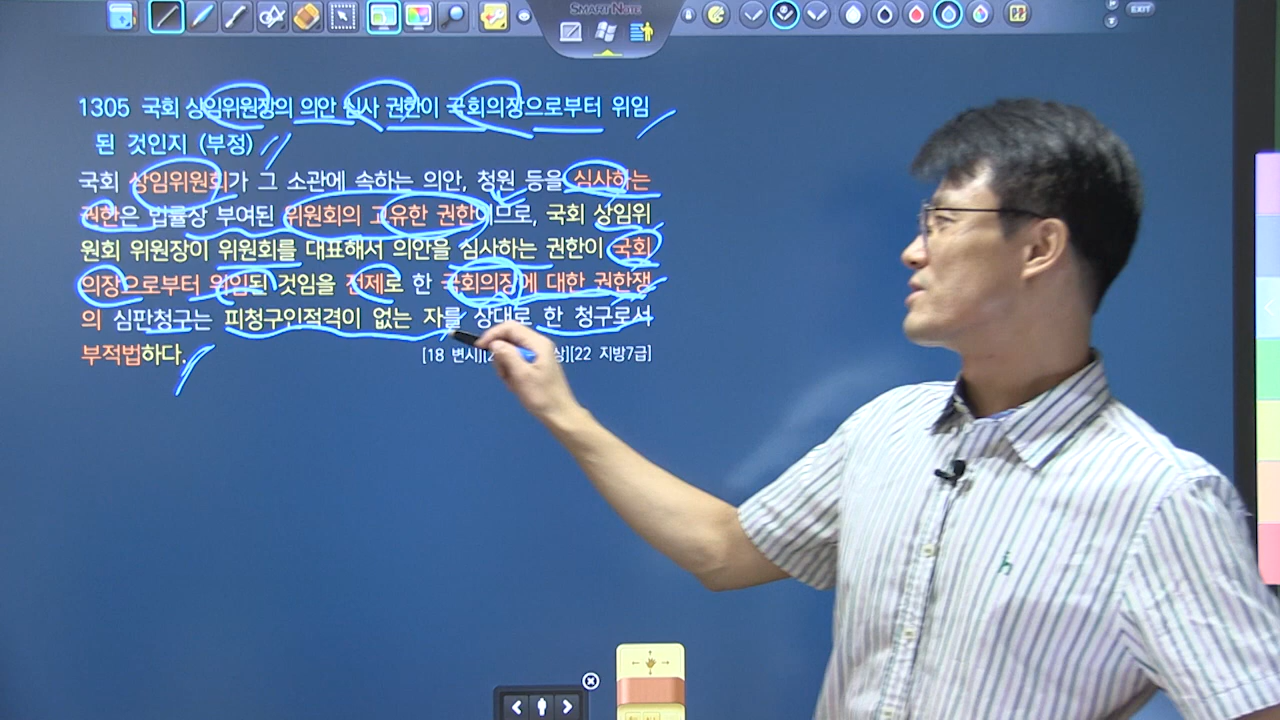 SMART NOTE
EXIT
1305 국회 상임위원장의 의안 심사 권한이 국회의장으로부터 위임
된 것인지 (부정)
국회 상임위원회가 그 소관에 속하는 의안, 청원 등을 심사하는
권한은 법률상 부여된 위원회의 고유한 권한이므로, 국회 상임위
원회 위원장이 위원회를 대표해서 의안을 심사하는 권한이 국회
의장으로부터 위임된 것임을 전제로 한 국회의장에 대한 권한쟁
의 심판청구는 피청구인적격이 없는 자를 상대로 한 청구로서
부적법하다.
[18 변시][2 상][22 지방7급]